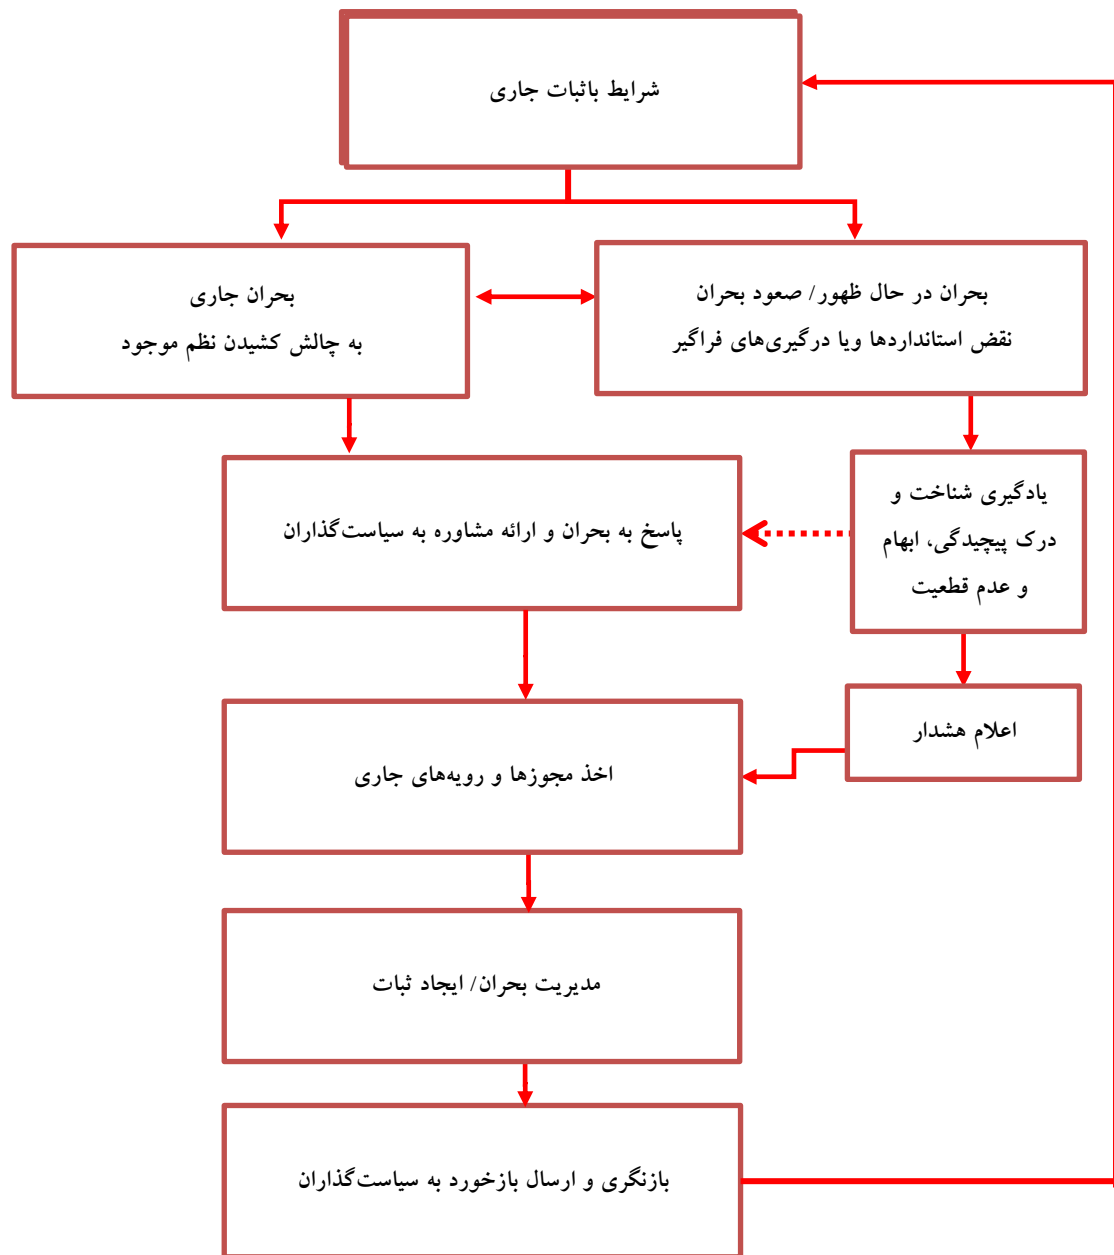 شرایط باثبات جاری
بحران در حال ظهور/ صعود بحران
نقض استانداردها ویا درگیری‌های فراگیر
بحران جاری
به چالش کشیدن نظم موجود
یادگیری شناخت و
درک پیچیدگی، ابهام
و عدم قطعیت
پاسخ به بحران و ارائه مشاوره به سیاست‌گذاران
اعلام هشدار
اخذ مجوزها و رویه‌های جاری
مدیریت بحران/ ایجاد ثبات
بازنگری و ارسال بازخورد به سیاست‌گذاران